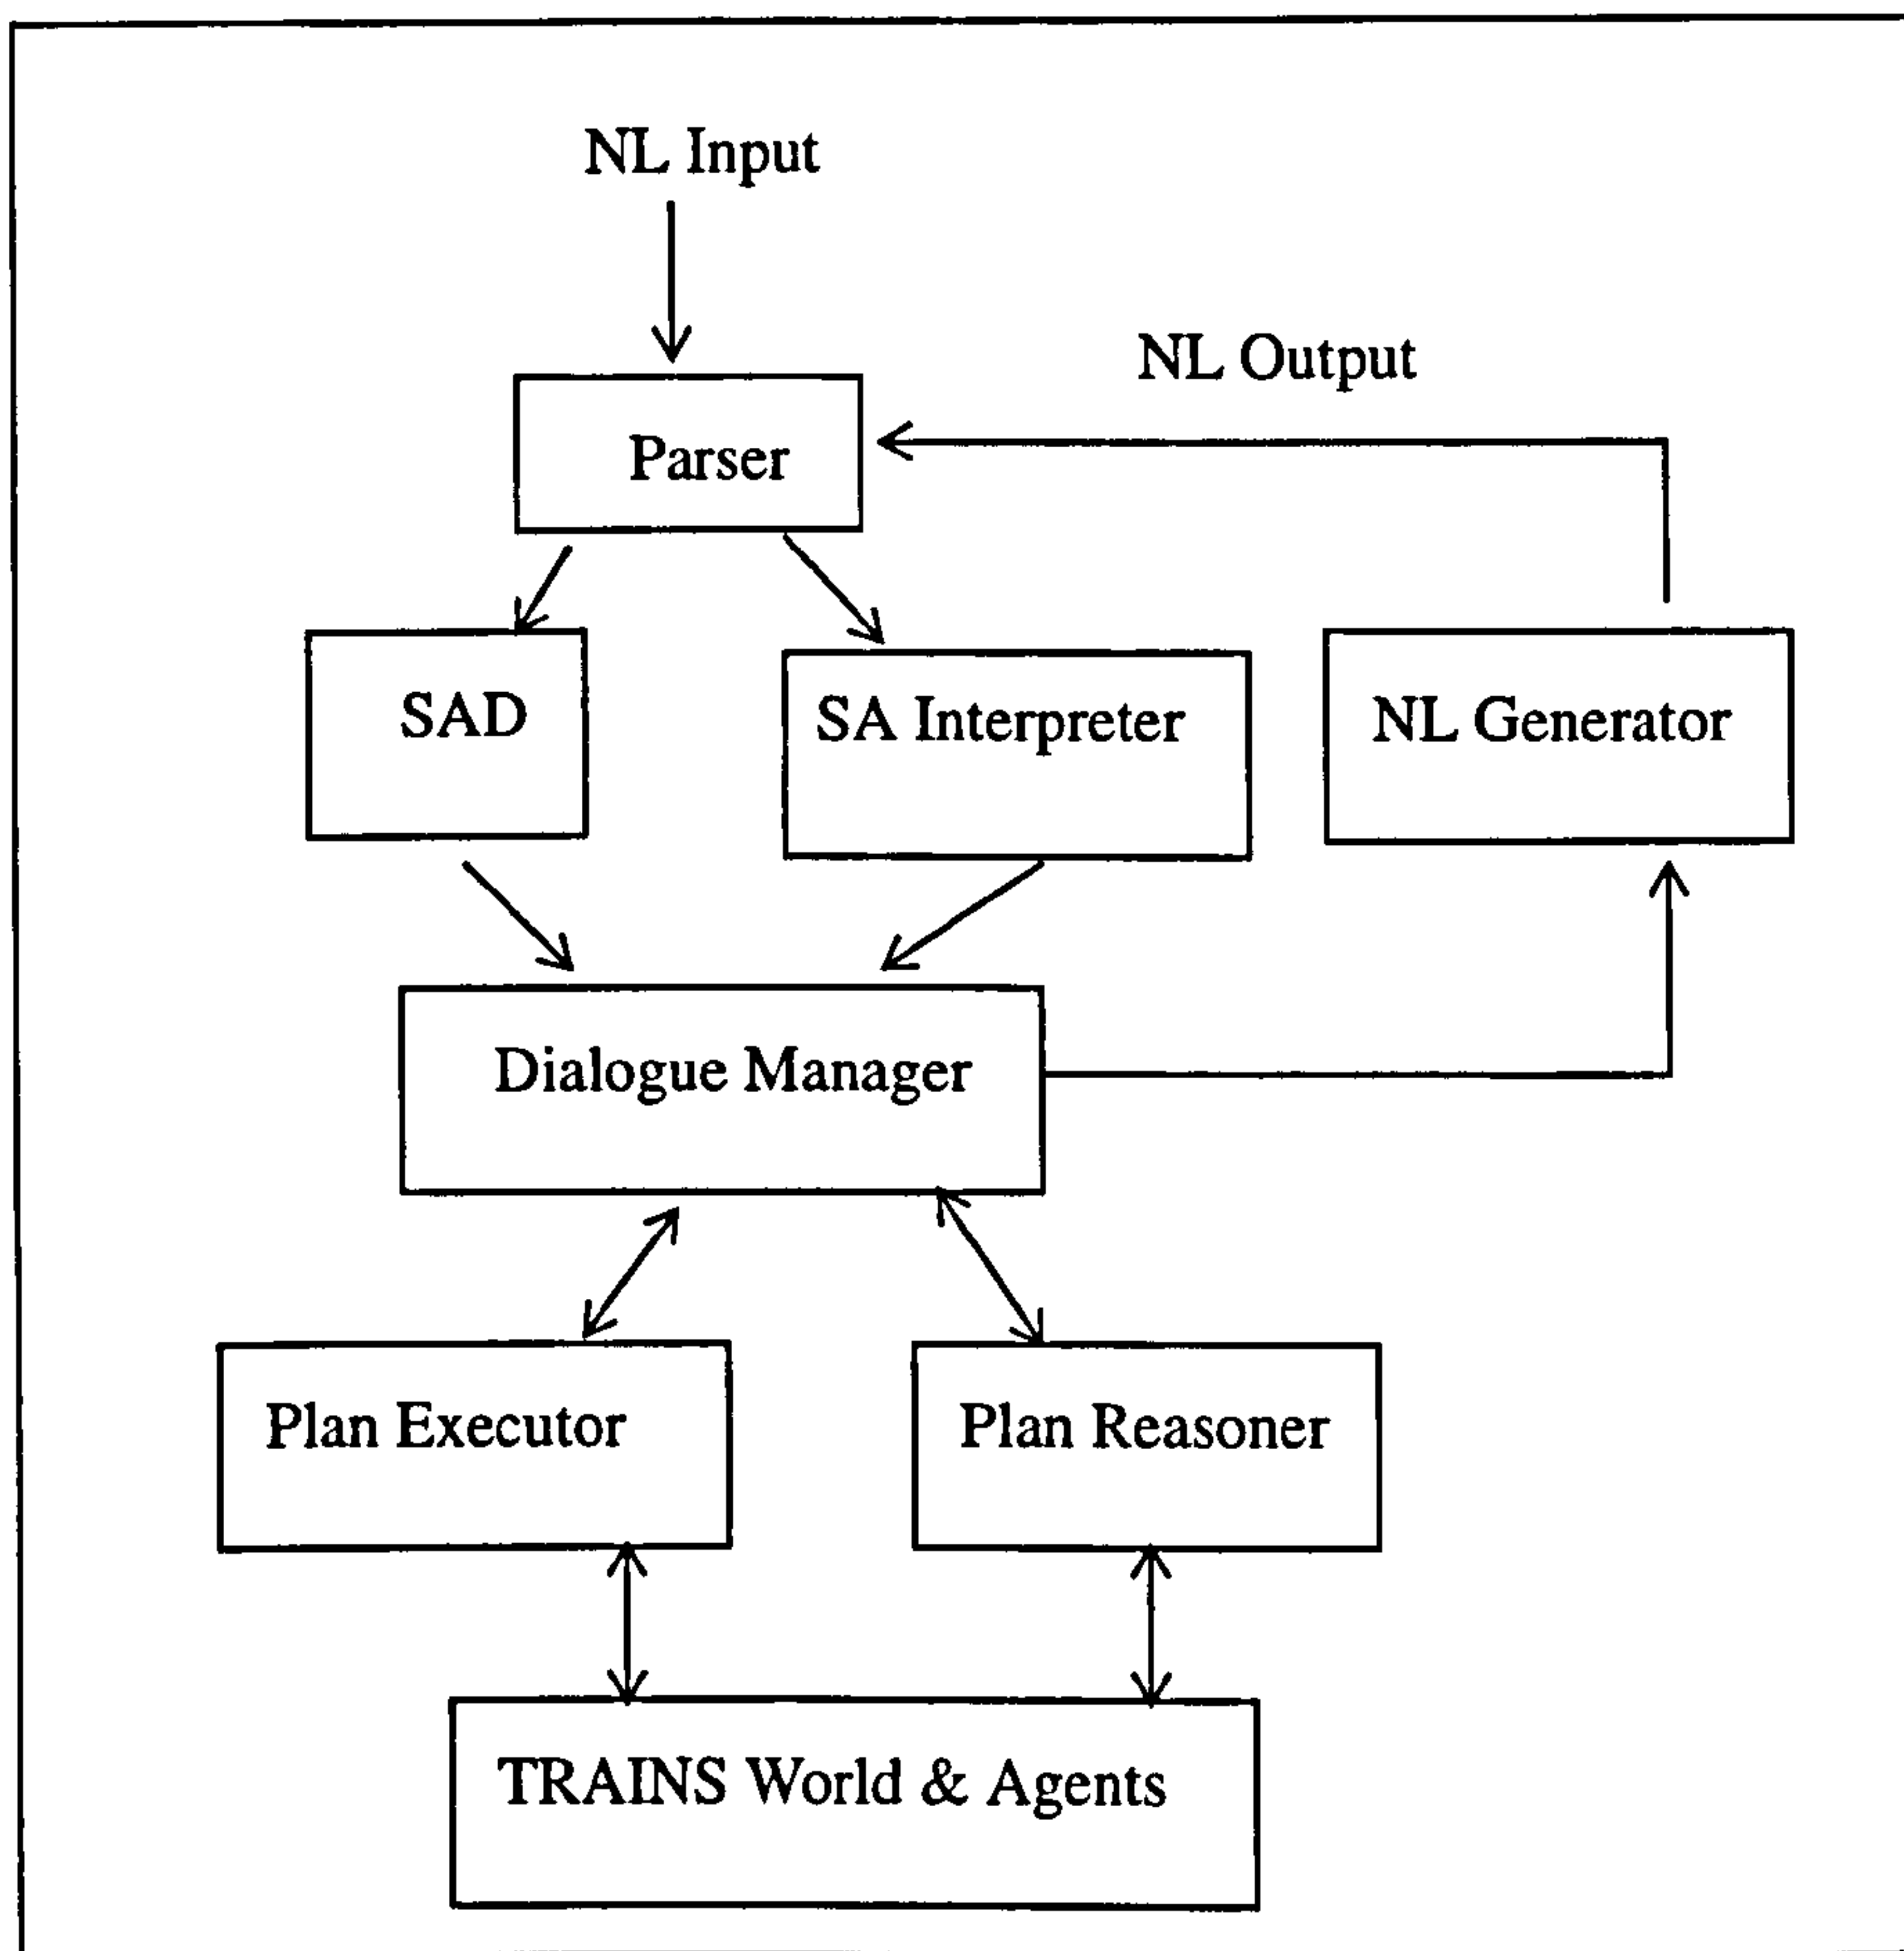 NL Input
NL Output
Parser
SAD
SA Interpreter
NL Generator
Dialogue Manager
Plan Executor
Plan Reasoner
TRAINS World & Agents